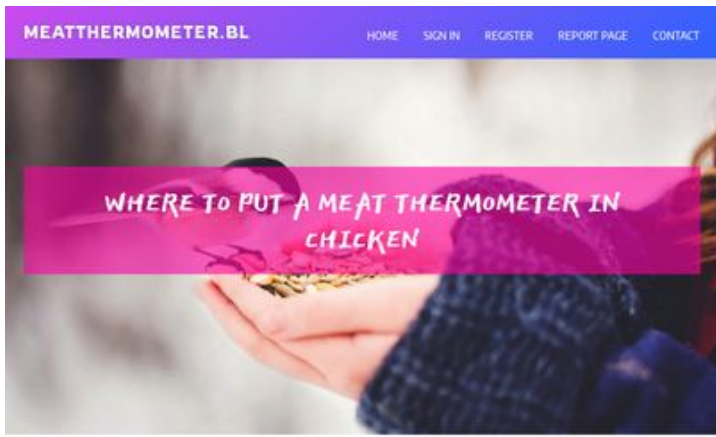 MEATTHERMOMETER.BL
HOME SIGN IN REGISTER REPORT PAGE CONTACT
WHERE TO PUT A MEAT THERMOMETER IN
CHICKEN